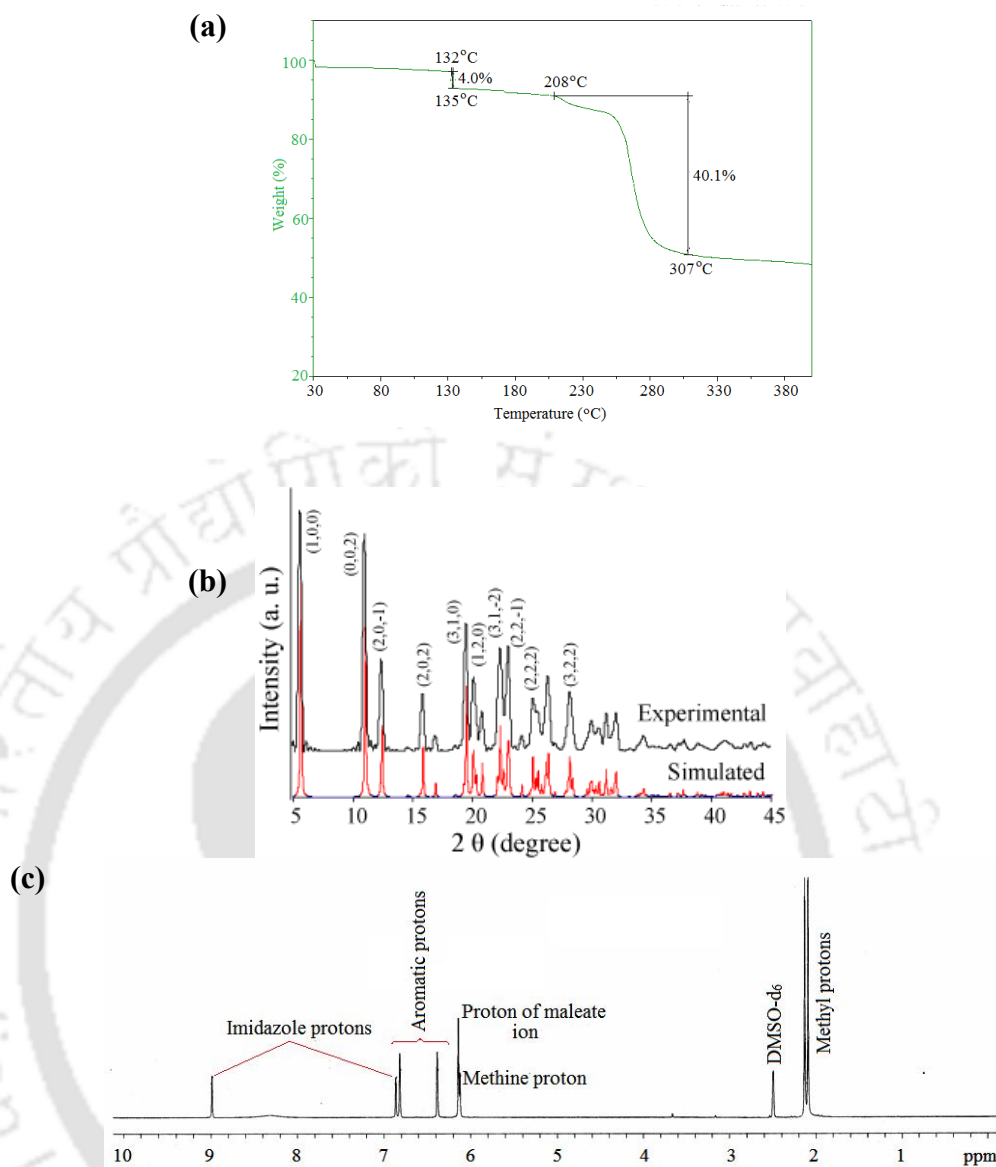 (a)
132°C
4.0%
135°C
208°C
40.1%
307°C
Weight (%)
100
80
60
40
20
30 80 130 180 230 280 330 380
Temperature (°C)
(b)
(1,0,0)
(0,0,2)
(2,0,-1)
(2,0,2)
(3,1,0)
(1,2,0)
(3,1,-2)
(2,2,-1)
(2,2,2)
(3,2,2)
Intensity (a. u.)
Experimental
Simulated
5 10 15 20 25 30 35 40 45
2 θ (degree)
(c)
Imidazole protons
Aromatic protons
Proton of maleate
ion
Methine proton
DMSO-d6
Methyl protons
10 9 8 7 6 5 4 3 2 1 ppm